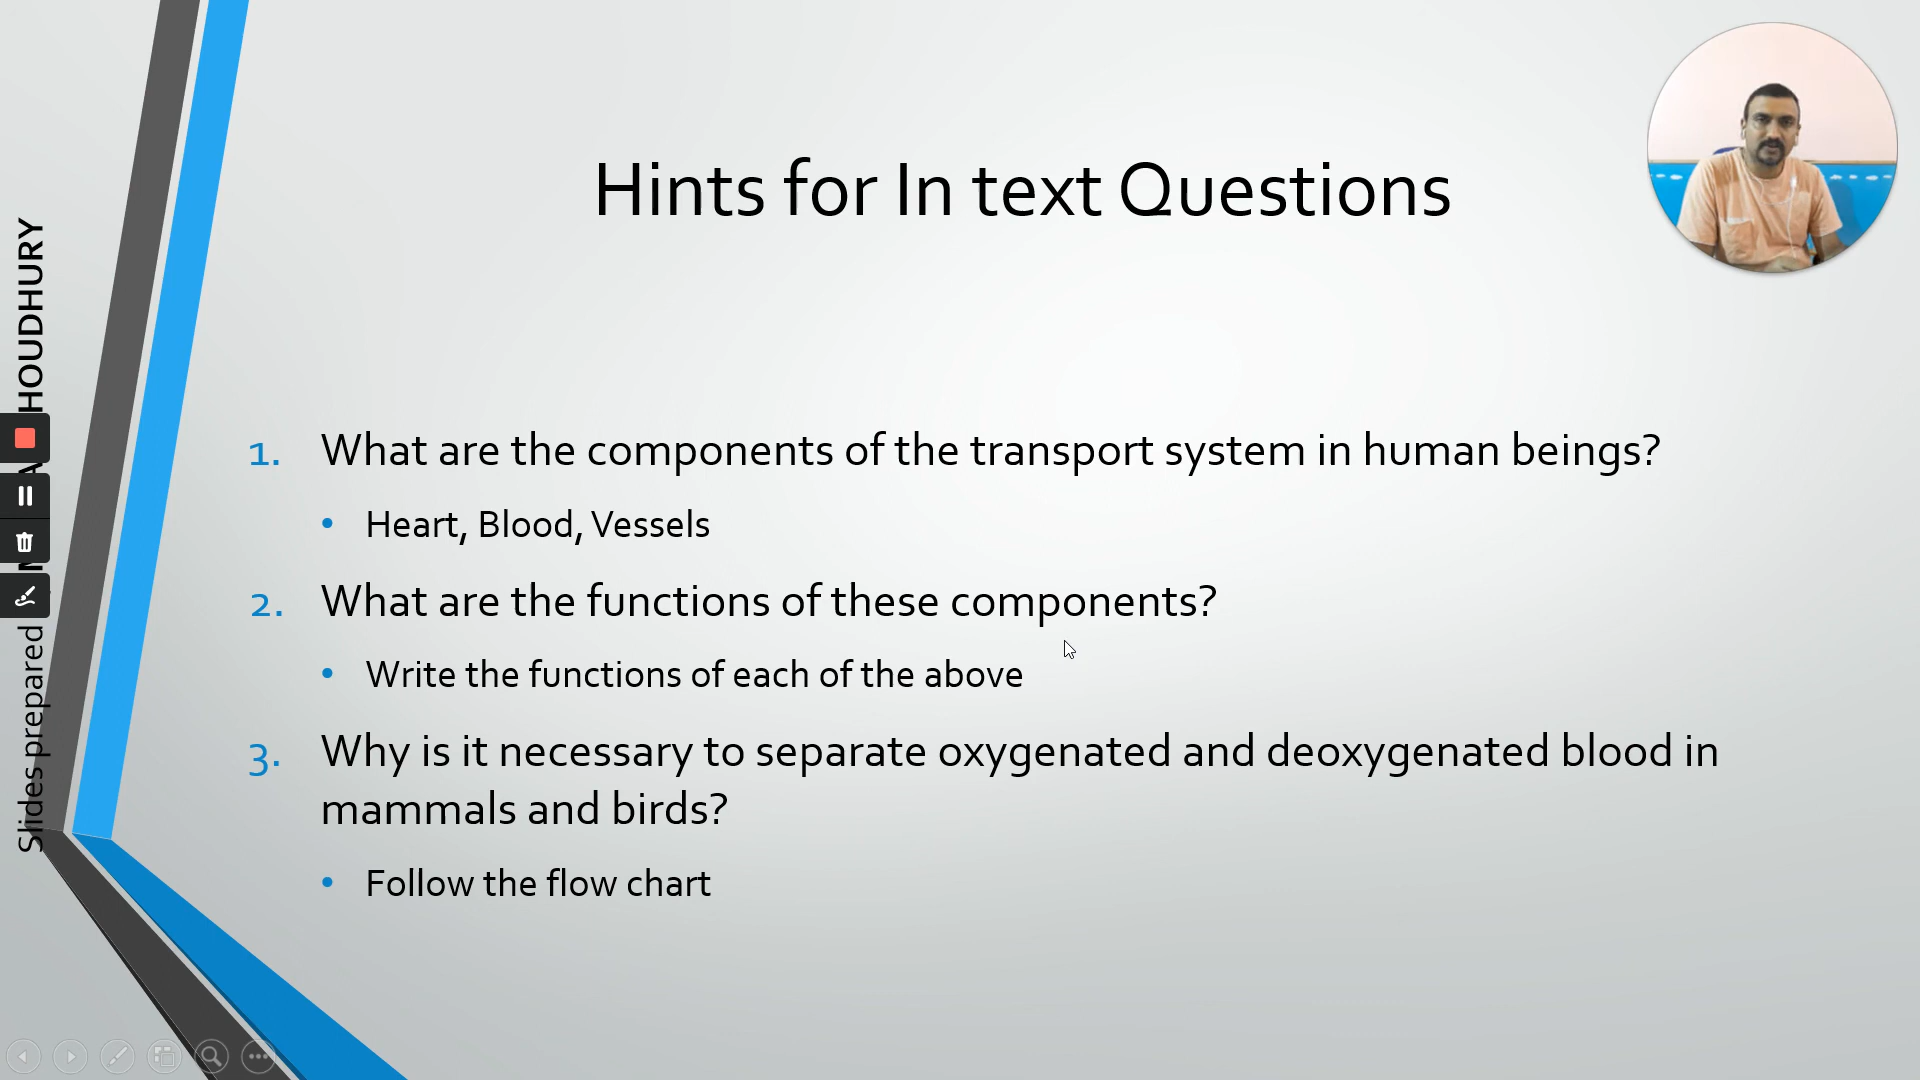 Hints for In text Questions
1. What are the components of the transport system in human beings?
• Heart, Blood, Vessels
2. What are the functions of these components?
• Write the functions of each of the above
3. Why is it necessary to separate oxygenated and deoxygenated blood in
mammals and birds?
• Follow the flow chart
Slides prepared HOUDHURY